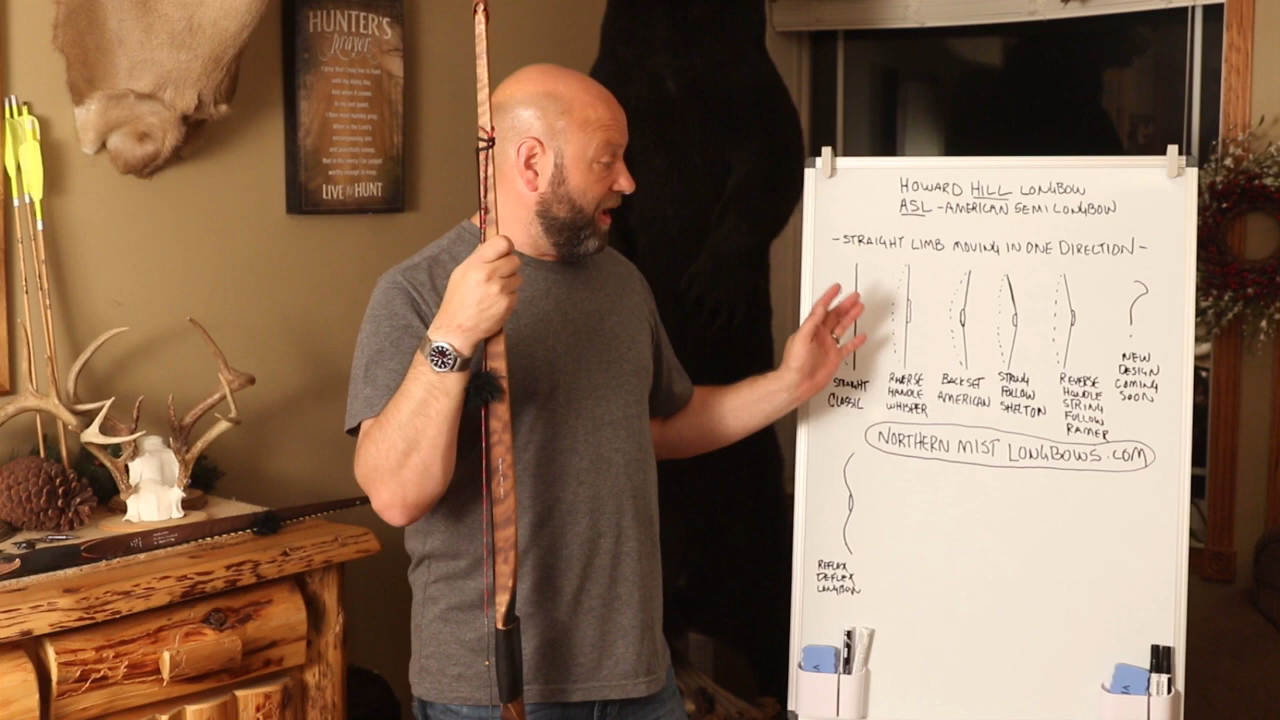 HUNTER'S
Prayer
LIVE to HUNT
HOWARD HILL LONGBOW
ASL - AMERICAN SEMI LONGBOW
- STRAIGHT LIMB MOVING IN ONE DIRECTION -
STRAIGHT
CLASSIC
REVERSE
HANDLE
WHISPER
BACKSET
AMERICAN
STRING
FOLLOW
SHELTON
REVERSE
HANDLE
STRING
FOLLOW
RAMER
?
NEW
DESIGN
COMING
SOON
NORTHERN MIST LONGBOWS.COM
REFLEX
DEFLEX
LONGBOW